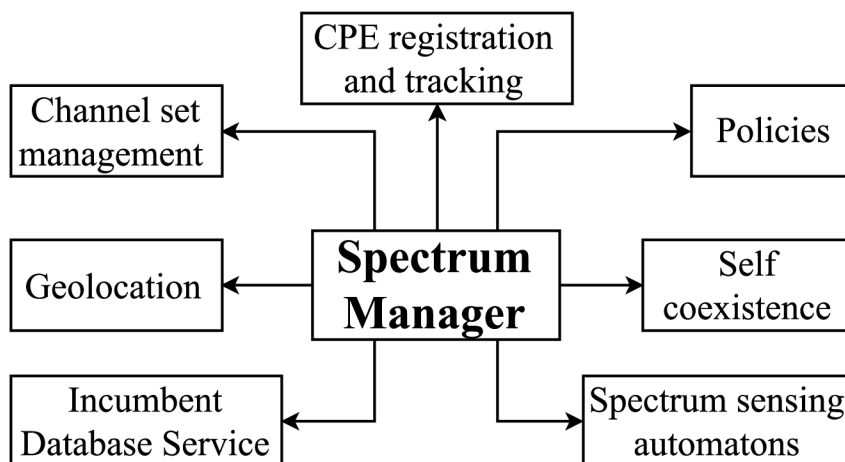 CPE registration
and tracking
Channel set
management
Policies
Spectrum
Manager
Geolocation
Self
coexistence
Incumbent
Database Service
Spectrum sensing
automatons